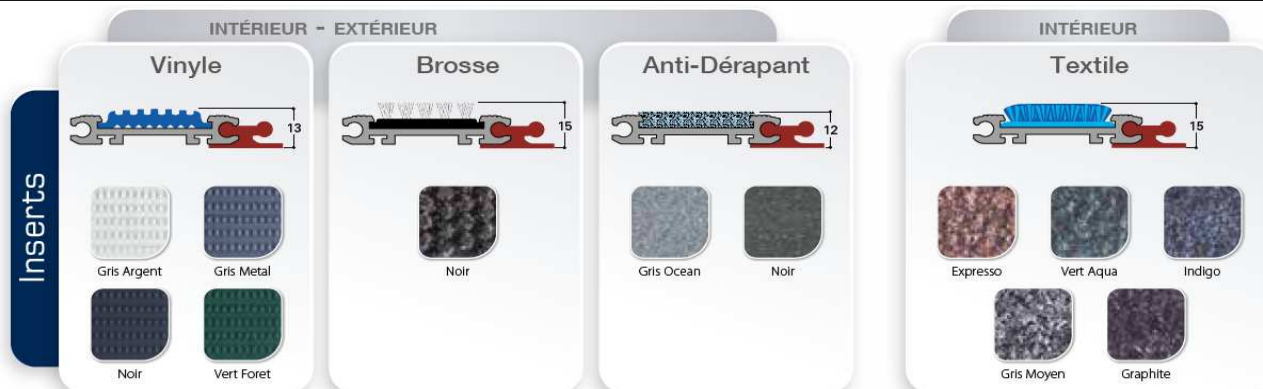 INTÉRIEUR - EXTÉRIEUR
INTÉRIEUR
Inserts
Vinyle
13
Gris Argent
Gris Metal
Noir
Vert Foret
Brosse
15
Noir
Anti-Dérapant
12
Gris Ocean
Noir
Textile
15
Expresso
Vert Aqua
Indigo
Gris Moyen
Graphite